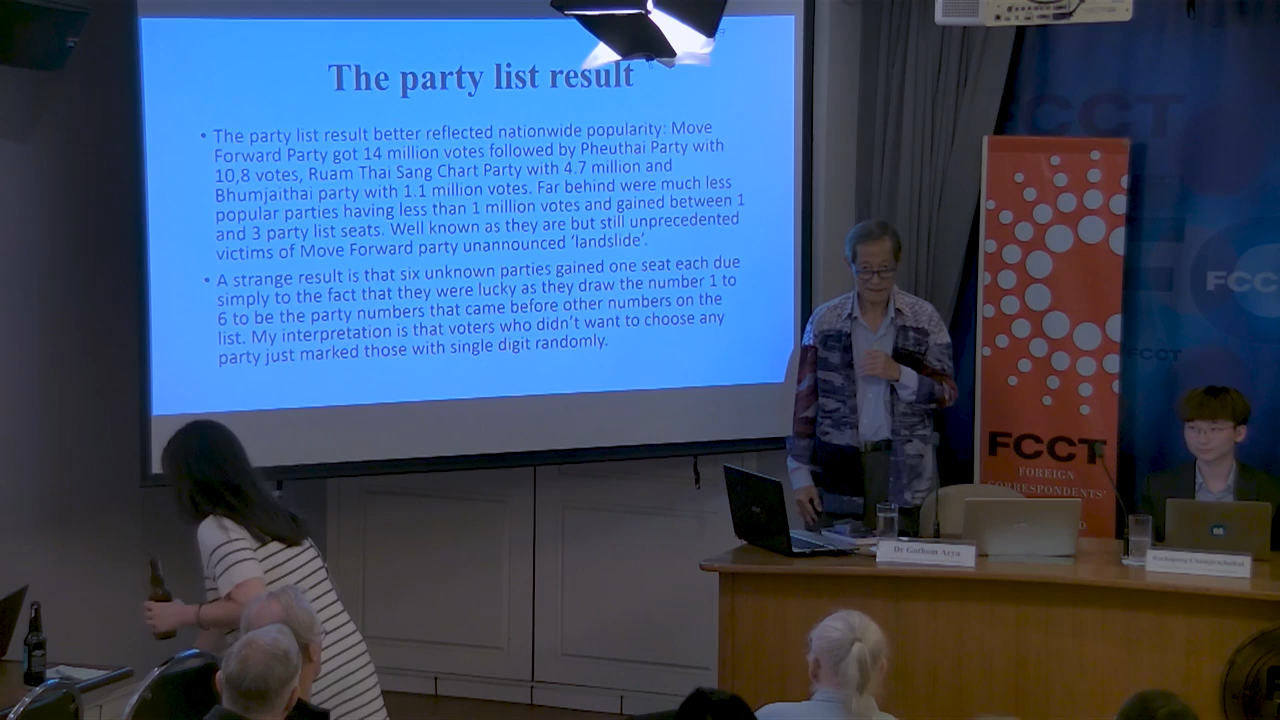 The party list result
• The party list result better reflected nationwide popularity: Move
Forward Party got 14 million votes followed by Pheuthai Party with
10,8 votes, Ruam Thai Sang Chart Party with 4.7 million and
Bhumjaithai party with 1.1 million votes. Far behind were much less
popular parties having less than 1 million votes and gained between 1
and 3 party list seats. Well known as they are but still unprecedented
victims of Move Forward party unannounced ‘landslide’.
• A strange result is that six unknown parties gained one seat each due
simply to the fact that they were lucky as they draw the number 1 to
6 to be the party numbers that came before other numbers on the
list. My interpretation is that voters who didn’t want to choose any
party just marked those with single digit randomly.
FCCT
FCCT
FCCT
FOREIGN
CORRESPONDENTS'
Dr Gothom Arya